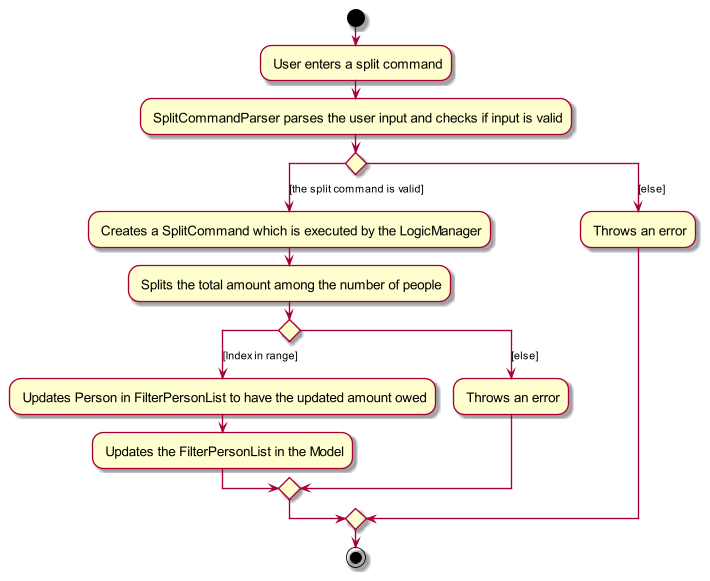 User enters a split command
SplitCommandParser parses the user input and checks if input is valid
[the split command is valid]
[else]
Creates a SplitCommand which is executed by the LogicManager
Throws an error
Splits the total amount among the number of people
[Index in range]
[else]
Updates Person in FilterPersonList to have the updated amount owed
Throws an error
Updates the FilterPersonList in the Model